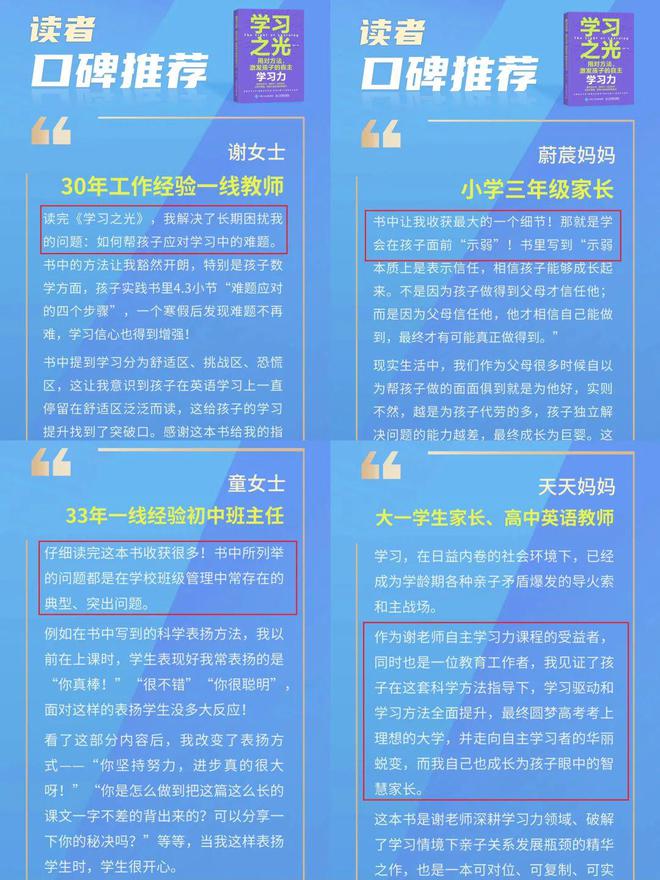 读者
口碑推荐
学习
之光
The Light of Learning
用对方法,
激发孩子的自主
学习力
谢女士
30年工作经验一线教师
读完《学习之光》，我解决了长期困扰我
的问题：如何帮孩子应对学习中的难题。
书中的方法让我豁然开朗，特别是孩子数
学方面，孩子实践书里4.3小节“难题应对
的四个步骤”，一个寒假后发现难题不再
难，学习信心也得到增强！
书中提到学习分为舒适区、挑战区、恐慌
区，这让我意识到孩子在英语学习上一直
停留在舒适区泛泛而读，这给孩子的学习
提升找到了突破口。感谢这本书给我的指
读者
口碑推荐
学习
之光
The Light of Learning
用对方法,
激发孩子的自主
学习力
蔚莀妈妈
小学三年级家长
书中让我收获最大的一个细节！那就是学
会在孩子面前“示弱”！书里写到“示弱
本质上是表示信任，相信孩子能够成长起
来。不是因为孩子做得到父母才信任他；
而是因为父母信任他，他才相信自己能做
到，最终才有可能真正做得到。”
现实生活中，我们作为父母很多时候自以
为帮孩子做的面面俱到就是为他好，实则
不然，越是为孩子代劳的多，孩子独立解
决问题的能力越差，最终成长为巨婴。这
童女士
33年一线经验初中班主任
仔细读完这本书收获很多！书中所列举
的问题都是在学校班级管理中常存在的
典型、突出问题。
例如在书中写到的科学表扬方法，我以
前在上课时，学生表现好我常表扬的是
“你真棒！”“很不错”“你很聪明”，
面对这样的表扬学生没多大反应！
看了这部分内容后，我改变了表扬方
式——“你坚持努力，进步真的很大
呀！”“你是怎么做到把这篇这么长的
课文一字不差的背出来的？可以分享一
下你的秘决吗？”等等，当我这样表扬
学生时，学生很开心。
天天妈妈
大一学生家长、高中英语教师
学习，在日益内卷的社会环境下，已经
成为学龄期各种亲子矛盾爆发的导火索
和主战场。
作为谢老师自主学习力课程的受益者，
同时也是一位教育工作者，我见证了孩
子在这套科学方法指导下，学习驱动和
学习方法全面提升，最终圆梦高考考上
理想的大学，并走向自主学习者的华丽
蜕变，而我自己也成长为孩子眼中的智
慧家长。
这本书是谢老师深耕学习力领域、破解
了学习情境下亲子关系发展瓶颈的精华
之作，也是一本可对位、可复制、可实